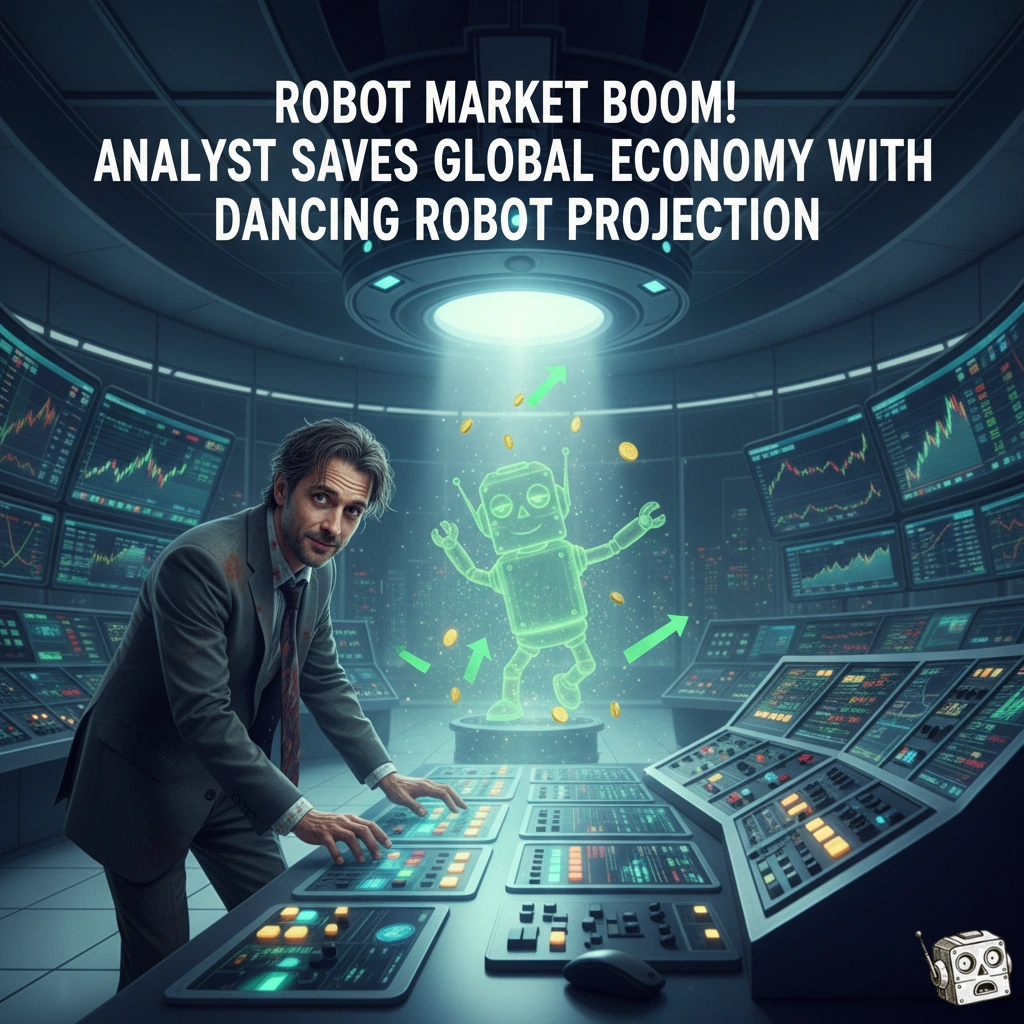 ROBOT MARKET BOOM!
ANALYST SAVES GLOBAL ECONOMY WITH
DANCING ROBOT PROJECTION